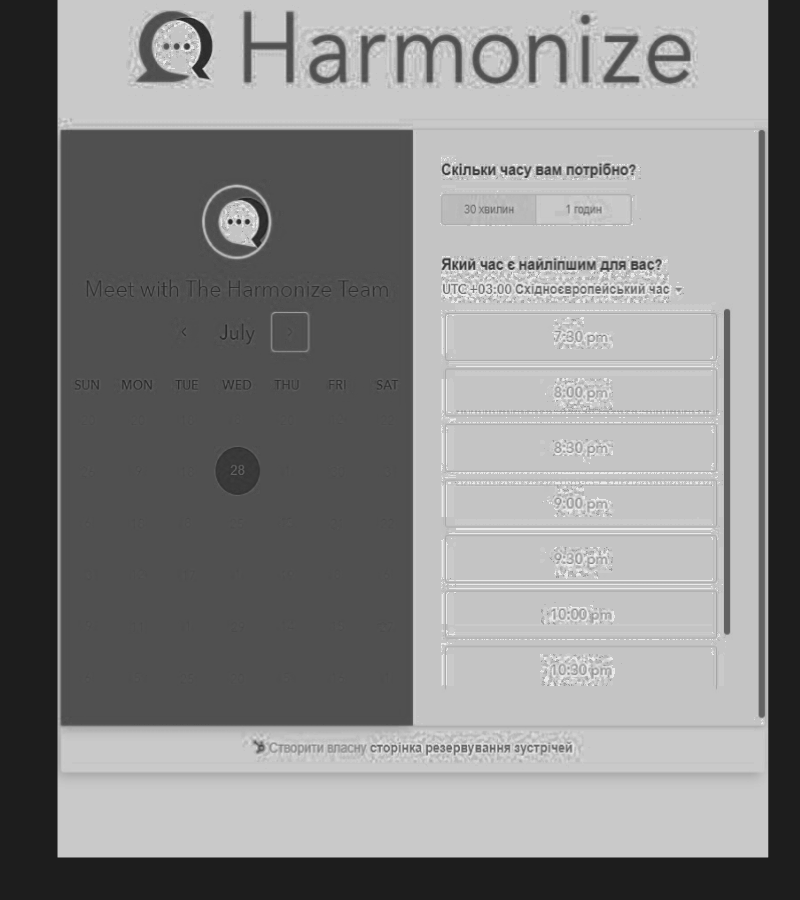 Harmonize
Meet with The Harmonize Team
July
SUN MON TUE WED THU FRI SAT
28
Скільки часу вам потрібно?
30 хвилин 1 годин
Який час є найліпшим для вас?
UTC +03:00 Східноєвропейський час
7:30 pm
8:00 pm
8:30 pm
9:00 pm
9:30 pm
10:00 pm
10:30 pm
Створити власну сторінка резервування зустрічей